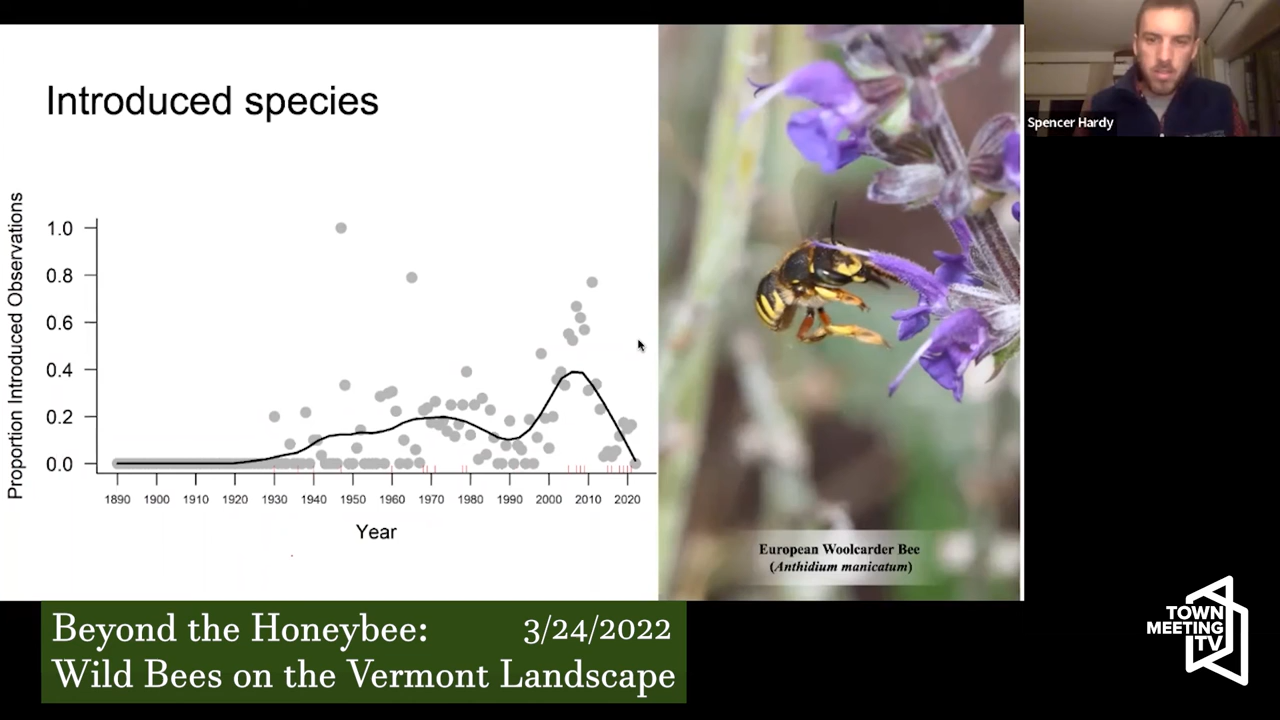 Introduced species
Proportion Introduced Observations
1.0
0.8
0.6
0.4
0.2
0.0
1890 1900 1910 1920 1930 1940 1950 1960 1970 1980 1990 2000 2010 2020
Year
European Woolcarder Bee
(Anthidium manicatum)
Spencer Hardy
Beyond the Honeybee: 3/24/2022
Wild Bees on the Vermont Landscape
TOWN
MEETING
TV